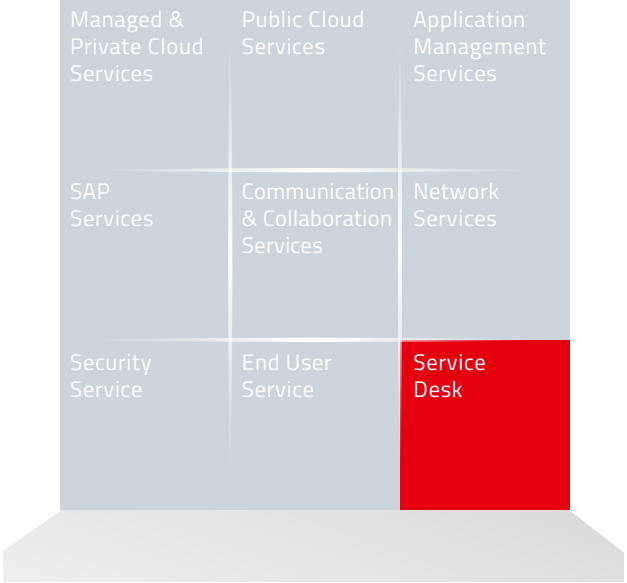 Managed &
Private Cloud
Services
Public Cloud
Services
Application
Management
Services
SAP
Services
Communication
& Collaboration
Services
Network
Services
Security
Service
End User
Service
Service
Desk